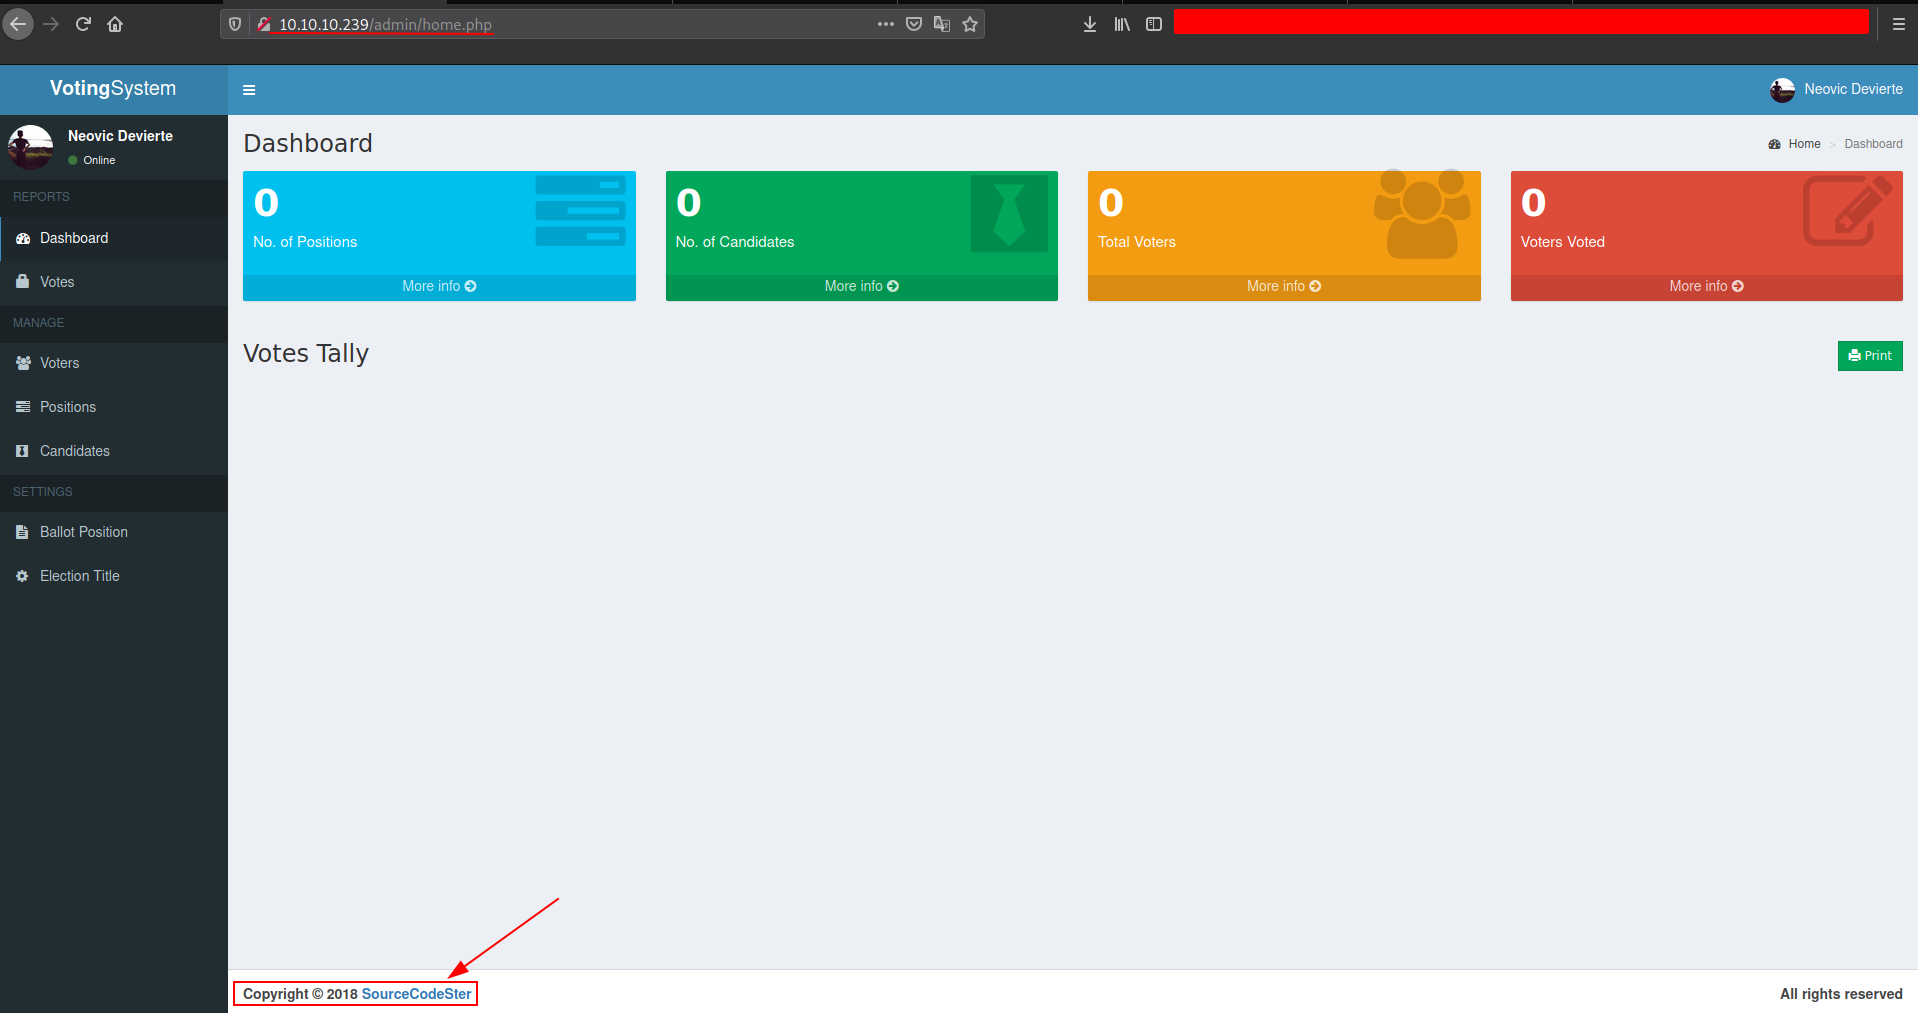 10.10.10.239/admin/home.php
VotingSystem
Neovic Devierte
Neovic Devierte
Online
REPORTS
Dashboard
Votes
MANAGE
Voters
Positions
Candidates
SETTINGS
Ballot Position
Election Title
Dashboard
Home > Dashboard
0
No. of Positions
More info
0
No. of Candidates
More info
0
Total Voters
More info
0
Voters Voted
More info
Votes Tally
Print
Copyright © 2018 SourceCodeSter
All rights reserved